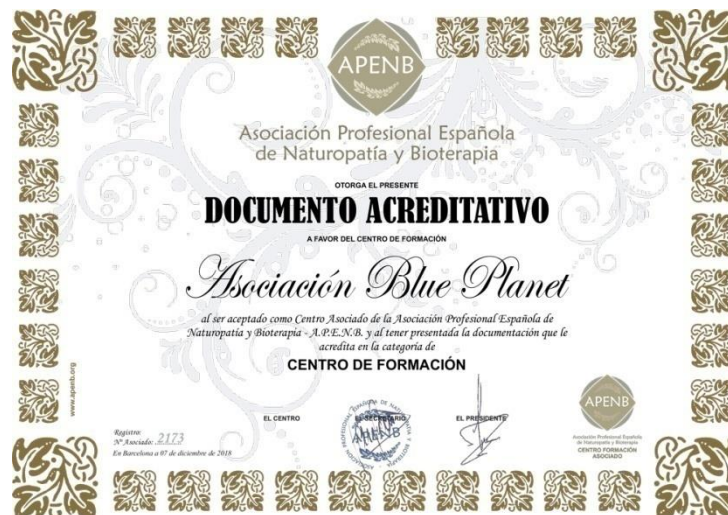 APENB
Asociación Profesional Española
de Naturopatía y Bioterapia
OTORGA EL PRESENTE
DOCUMENTO ACREDITATIVO
A FAVOR DEL CENTRO DE FORMACIÓN
Asociación Blue Planet
al ser aceptado como Centro Asociado de la Asociación Profesional Española de
Naturopatía y Bioterapia - A.P.E.N.B. y al tener presentada la documentación que le
acredita en la categoría de
CENTRO DE FORMACIÓN
www.apenb.org
EL CENTRO
EL SECRETARIO
EL PRESIDENTE
APENB
APENB
Registro:
Nº Asociado: 2173
En Barcelona a 07 de diciembre de 2018
Asociación Profesional Española
de Naturopatía y Bioterapia
CENTRO FORMACIÓN
ASOCIADO